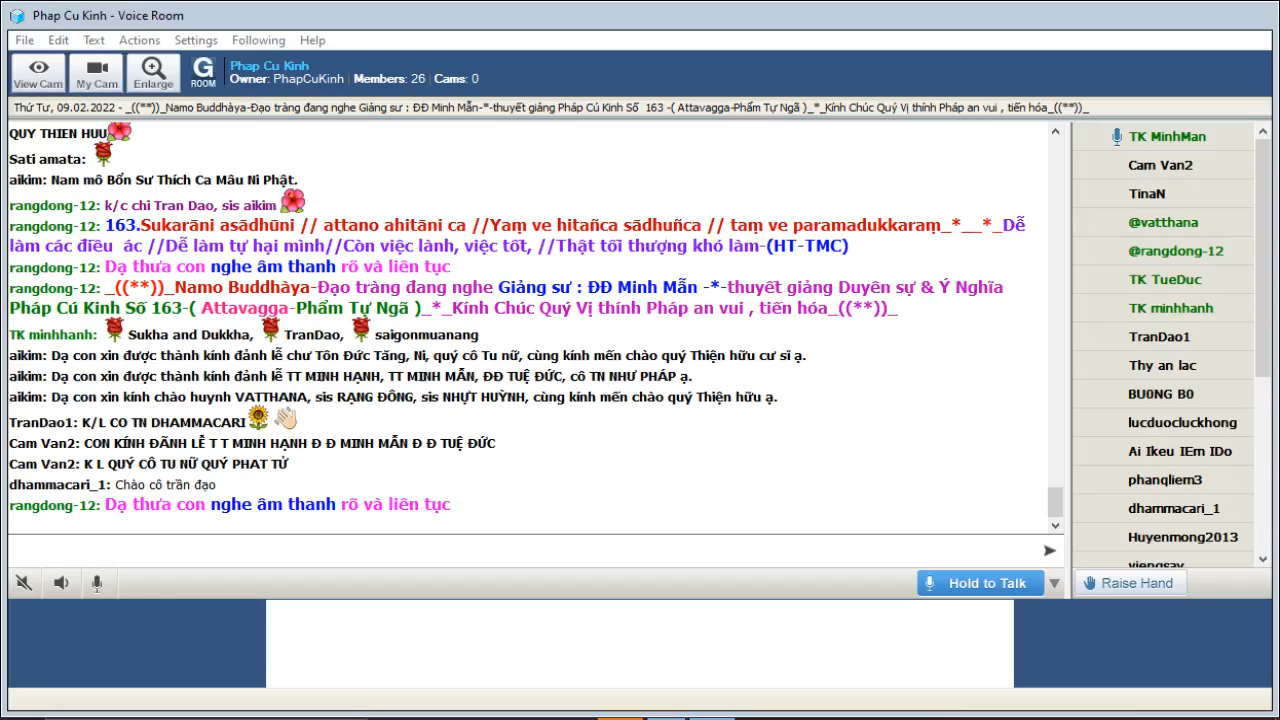 Phap Cu Kinh - Voice Room
File Edit Text Actions Settings Following Help
View Cam My Cam Enlarge G ROOM
Phap Cu Kinh
Owner: PhapCuKinh Members: 26 Cams: 0
Thứ Tư, 09.02.2022 - _((**))_Namo Buddhàya-Đạo tràng đang nghe Giảng sư : ĐĐ Minh Mẫn-*-thuyết giảng Pháp Cú Kinh Số 163 -( Attavagga-Phẩm Tự Ngã )_*_Kính Chúc Quý Vị thính Pháp an vui , tiến hóa_((**))_
QUY THIEN HUU
Sati amata:
aikim: Nam mô Bổn Sư Thích Ca Mâu Ni Phật.
rangdong-12: k/c chi Tran Dao, sis aikim
rangdong-12: 163.Sukarāni asādhūni // attano ahitāni ca //Yaṃ ve hitañca sādhuñca // taṃ ve paramadukkaraṃ_*__*_Dễ
làm các điều ác //Dễ làm tự hại mình//Còn việc lành, việc tốt, //Thật tối thượng khó làm-(HT-TMC)
rangdong-12: Dạ thưa con nghe âm thanh rõ và liên tục
rangdong-12: _((**))_Namo Buddhàya-Đạo tràng đang nghe Giảng sư : ĐĐ Minh Mẫn -*-thuyết giảng Duyên sự & Ý Nghĩa
Pháp Cú Kinh Số 163-( Attavagga-Phẩm Tự Ngã )_*_Kính Chúc Quý Vị thính Pháp an vui , tiến hóa_((**))_
TK minhhanh: Sukha and Dukkha, TranDao, saigonmuanang
aikim: Dạ con xin được thành kính đảnh lễ chư Tôn Đức Tăng, Ni, quý cô Tu nữ, cùng kính mến chào quý Thiện hữu cư sĩ ạ.
aikim: Dạ con xin được thành kính đảnh lễ TT MINH HẠNH, TT MINH MẪN, ĐĐ TUỆ ĐỨC, cô TN NHƯ PHÁP ạ.
aikim: Dạ con xin kính chào huynh VATTHANA, sis RẠNG ĐÔNG, sis NHỰT HUỲNH, cùng kính mến chào quý Thiện hữu ạ.
TranDao1: K/L CO TN DHAMMACARI
Cam Van2: CON KÍNH ĐÃNH LỄ T T MINH HẠNH Đ Đ MINH MẪN Đ Đ TUỆ ĐỨC
Cam Van2: K L QUÝ CÔ TU NỮ QUÝ PHAT TỬ
dhammacari_1: Chào cô trần đạo
rangdong-12: Dạ thưa con nghe âm thanh rõ và liên tục
Hold to Talk
TK MinhMan
Cam Van2
TinaN
@vatthana
@rangdong-12
TK TueDuc
TK minhhanh
TranDao1
Thy an lac
BU0NG B0
lucduocluckhong
Ai Ikeu IEm IDo
phanqliem3
dhammacari_1
Huyenmong2013
viengsay
Raise Hand